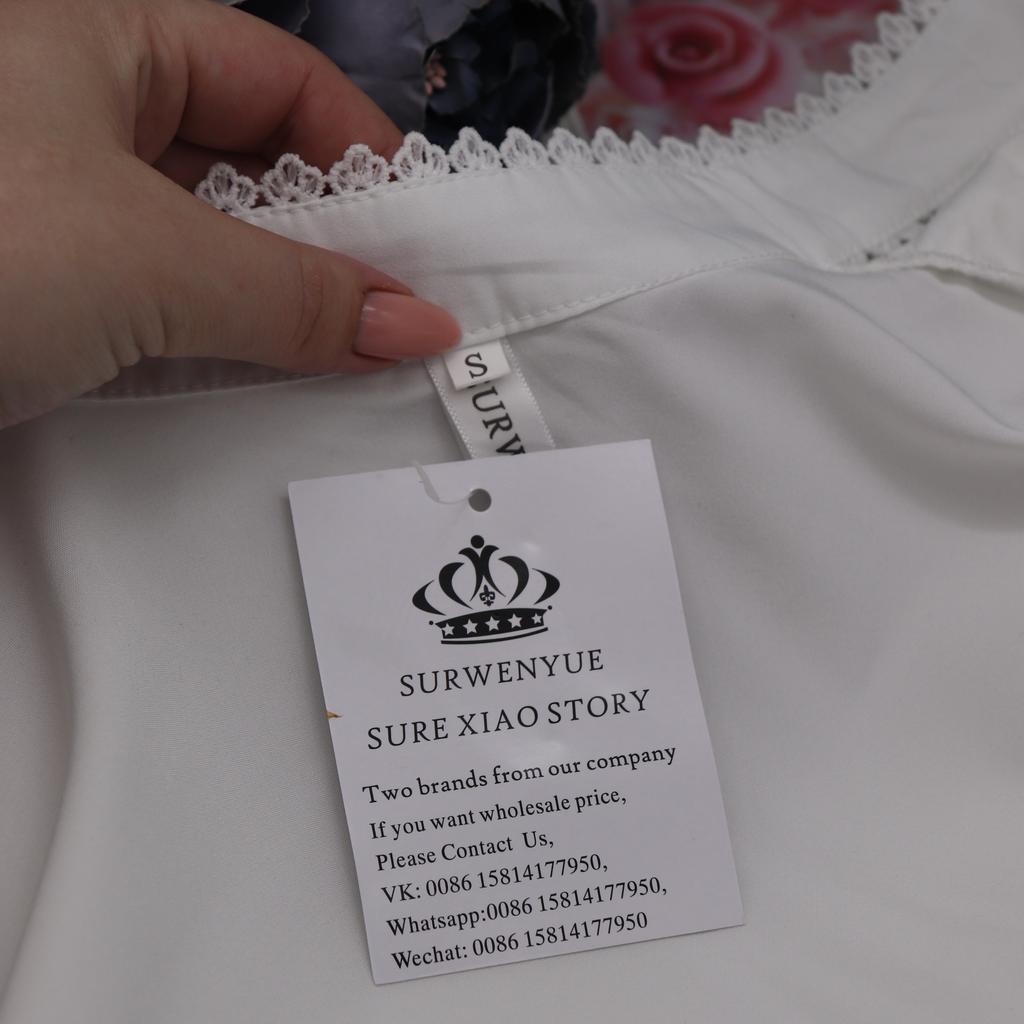 S
SURW
SURWENYUE
SURE XIAO STORY
Two brands from our company
If you want wholesale price,
Please Contact Us,
VK: 0086 15814177950,
Whatsapp:0086 15814177950,
Wechat: 0086 15814177950